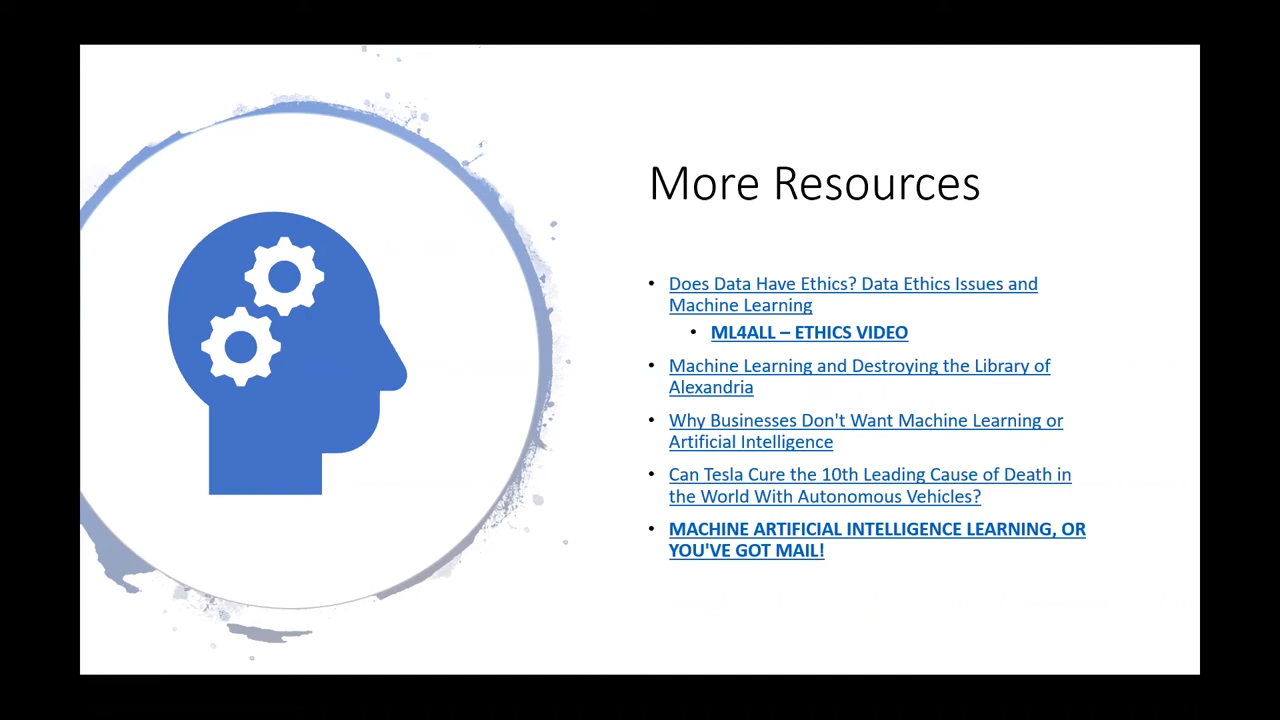 More Resources
• Does Data Have Ethics? Data Ethics Issues and
Machine Learning
• ML4ALL – ETHICS VIDEO
• Machine Learning and Destroying the Library of
Alexandria
• Why Businesses Don't Want Machine Learning or
Artificial Intelligence
• Can Tesla Cure the 10th Leading Cause of Death in
the World With Autonomous Vehicles?
• MACHINE ARTIFICIAL INTELLIGENCE LEARNING, OR
YOU'VE GOT MAIL!